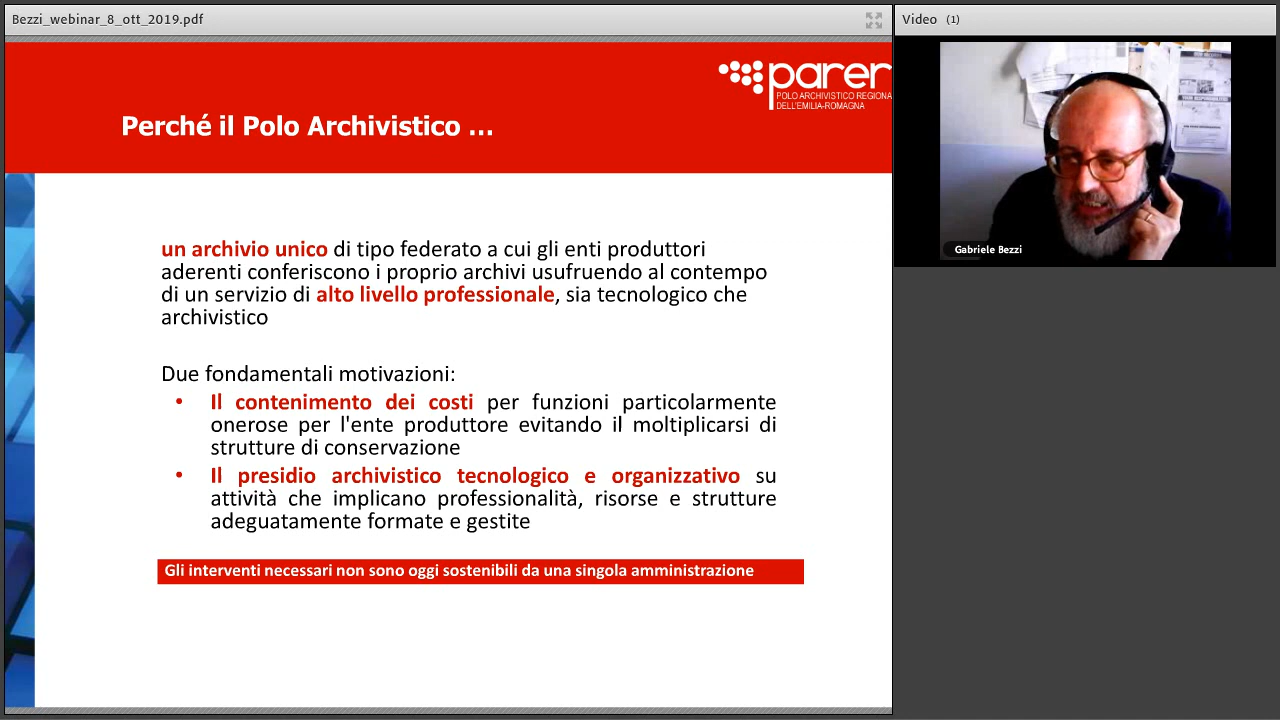 Bezzi_webinar_8_ott_2019.pdf
Video (1)
parer
POLO ARCHIVISTICO REGIONA
DELL'EMILIA-ROMAGNA
Perché il Polo Archivistico ...
Gabriele Bezzi
un archivio unico di tipo federato a cui gli enti produttori
aderenti conferiscono i proprio archivi usufruendo al contempo
di un servizio di alto livello professionale, sia tecnologico che
archivistico
Due fondamentali motivazioni:
• Il contenimento dei costi per funzioni particolarmente
onerose per l'ente produttore evitando il moltiplicarsi di
strutture di conservazione
• Il presidio archivistico tecnologico e organizzativo su
attività che implicano professionalità, risorse e strutture
adeguatamente formate e gestite
Gli interventi necessari non sono oggi sostenibili da una singola amministrazione